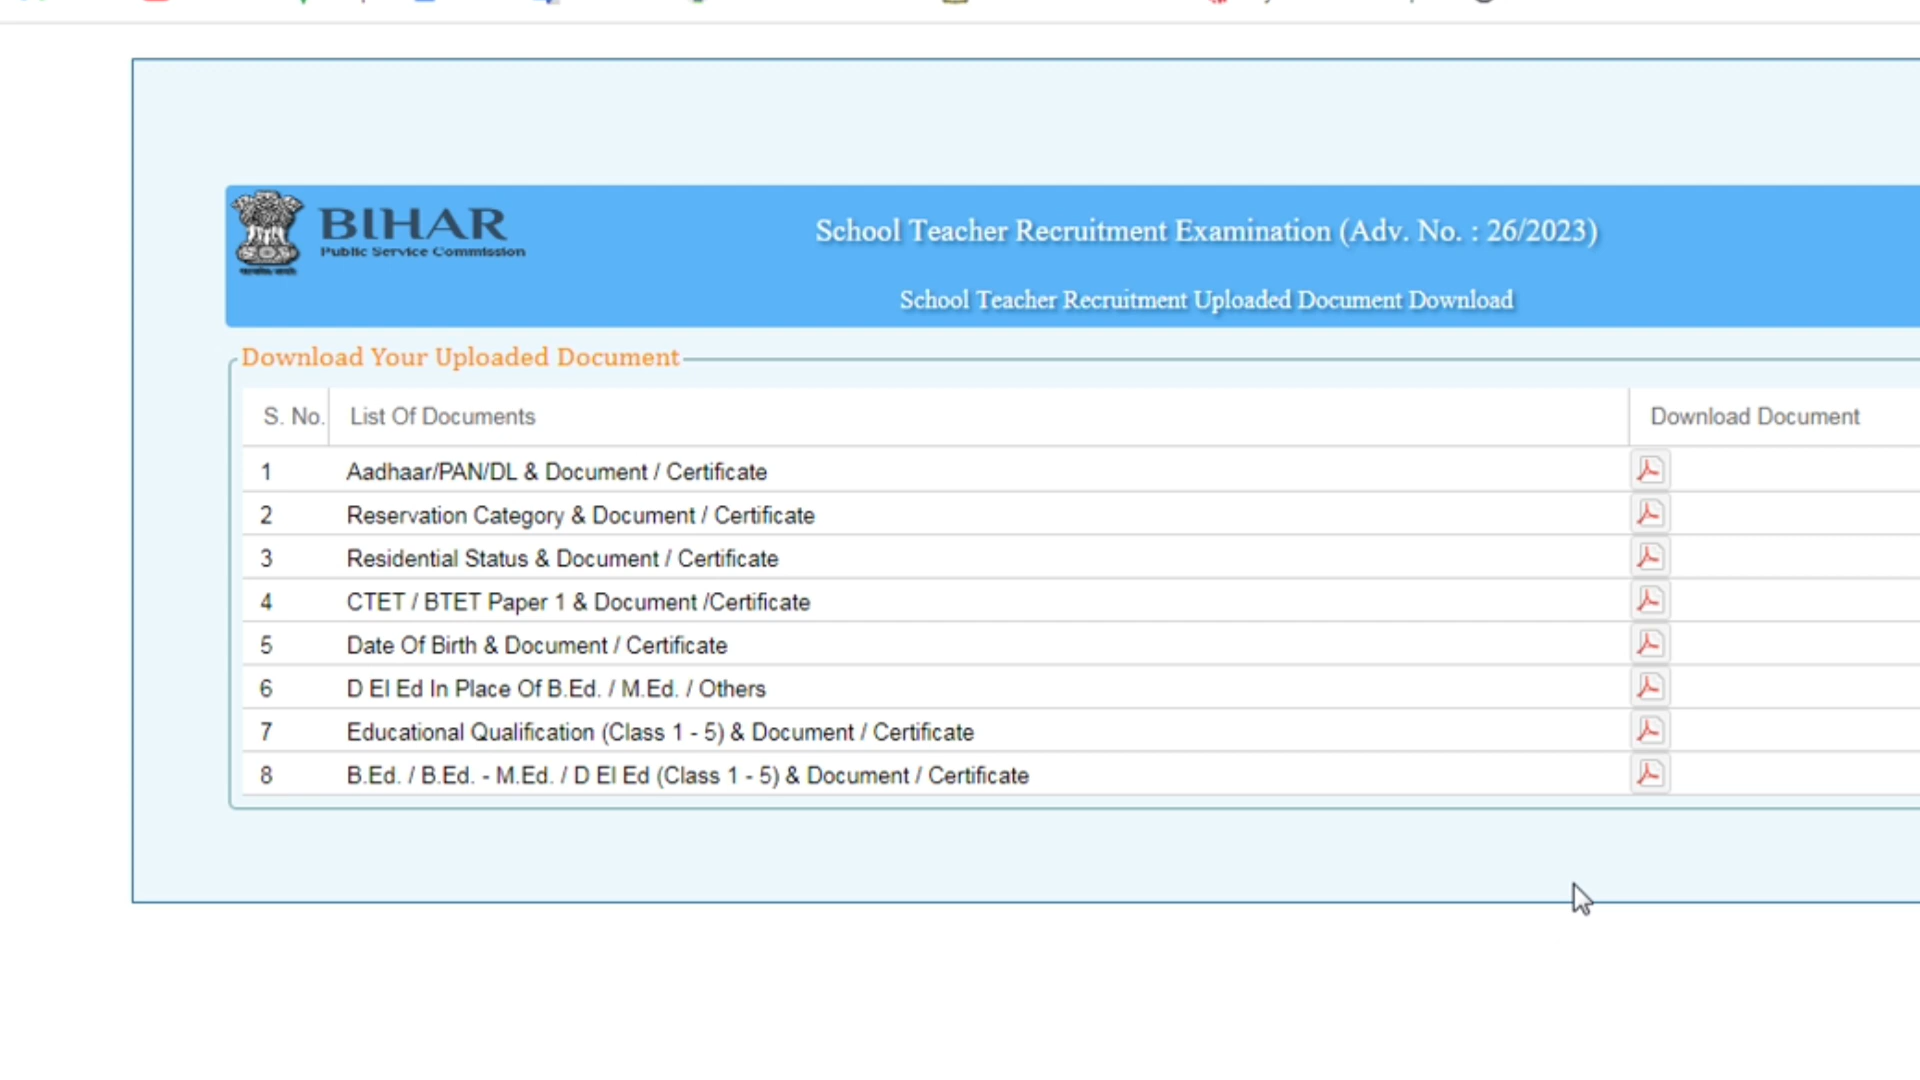 BIHAR
Public Service Commission
School Teacher Recruitment Examination (Adv. No. : 26/2023)
School Teacher Recruitment Uploaded Document Download
Download Your Uploaded Document
S. No. List Of Documents Download Document
1 Aadhaar/PAN/DL & Document / Certificate
2 Reservation Category & Document / Certificate
3 Residential Status & Document / Certificate
4 CTET / BTET Paper 1 & Document /Certificate
5 Date Of Birth & Document / Certificate
6 D El Ed In Place Of B.Ed. / M.Ed. / Others
7 Educational Qualification (Class 1 - 5) & Document / Certificate
8 B.Ed. / B.Ed. - M.Ed. / D El Ed (Class 1 - 5) & Document / Certificate